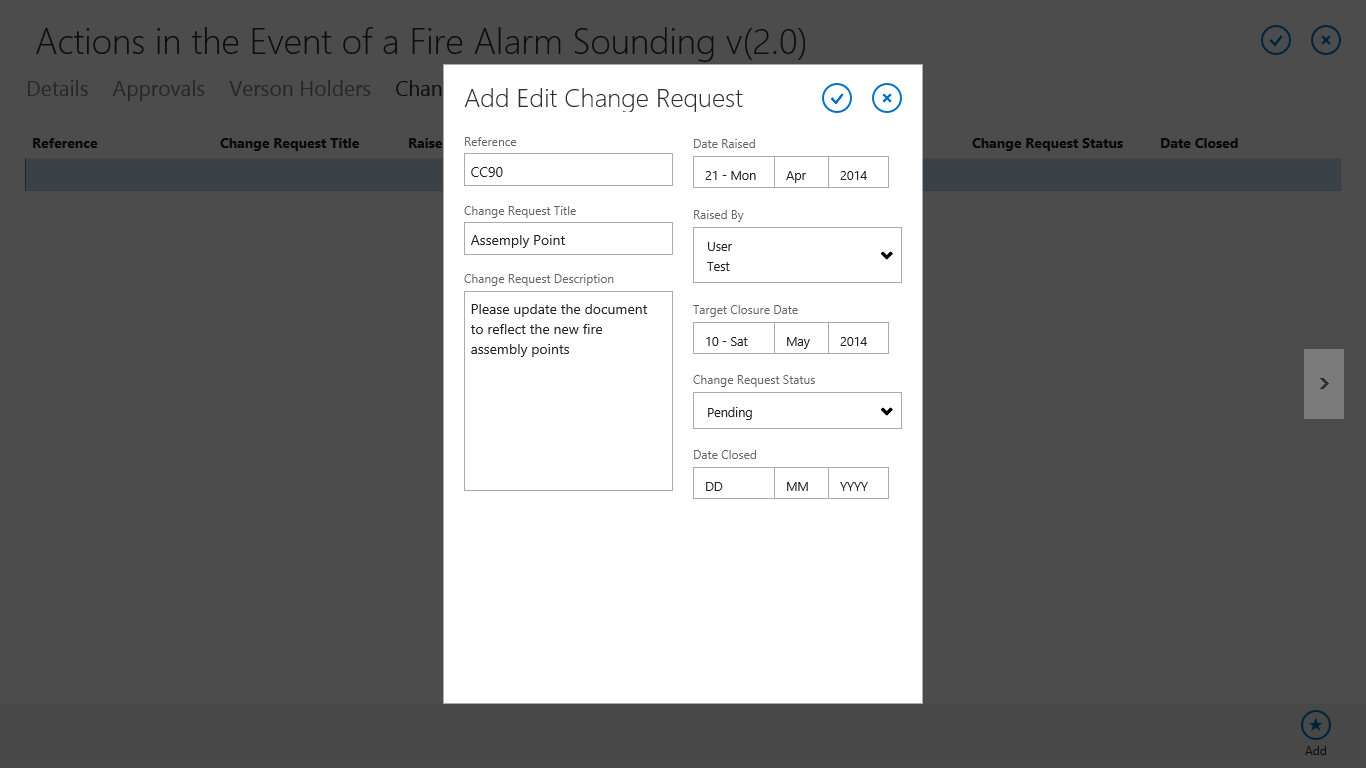 Actions in the Event of a Fire Alarm Sounding v(2.0)
Details Approvals Verson Holders Chan
Reference Change Request Title Raise Change Request Status Date Closed
Add Edit Change Request
Reference
CC90
Change Request Title
Assemply Point
Change Request Description
Please update the document
to reflect the new fire
assembly points
Date Raised
21 - Mon Apr 2014
Raised By
User
Test
Target Closure Date
10 - Sat May 2014
Change Request Status
Pending
Date Closed
DD MM YYYY
Add